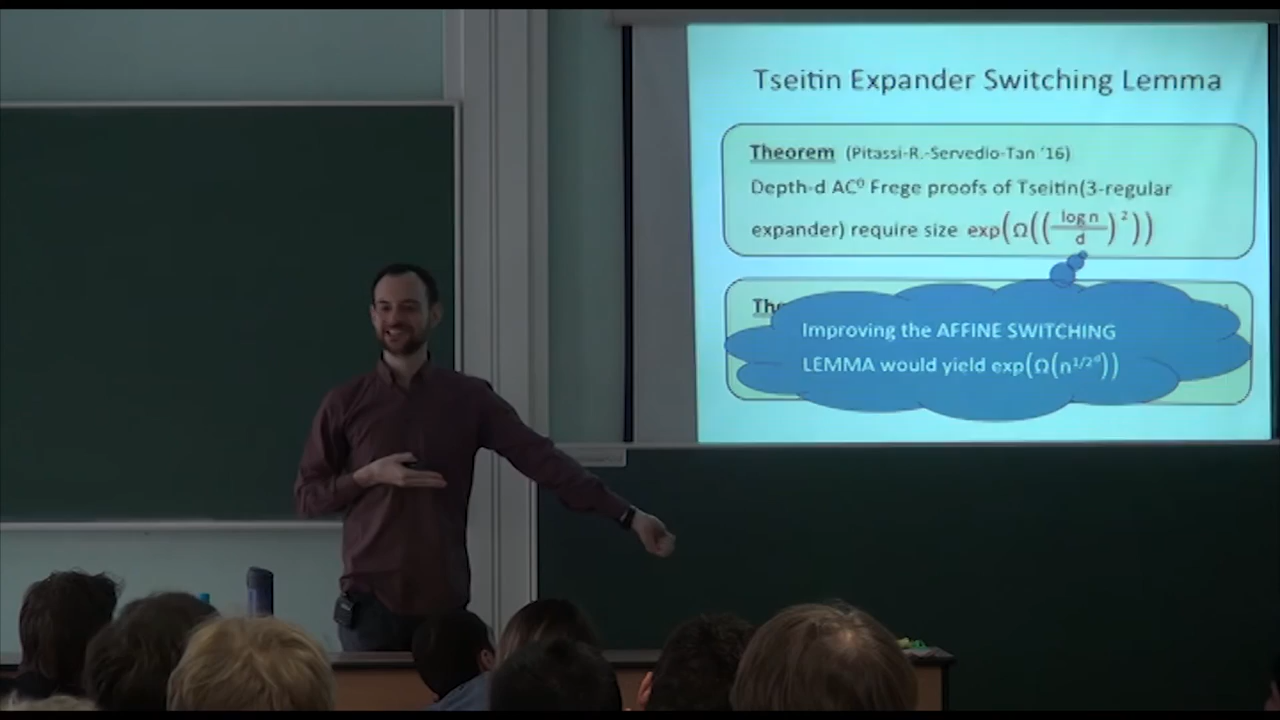 Tseitin Expander Switching Lemma
Theorem (Pitassi-R.-Servedio-Tan '16)
Depth-d AC⁰ Frege proofs of Tseitin(3-regular
expander) require size exp(Ω((log n / d)²))
Improving the AFFINE SWITCHING
LEMMA would yield exp(Ω(n^{1/2^d}))